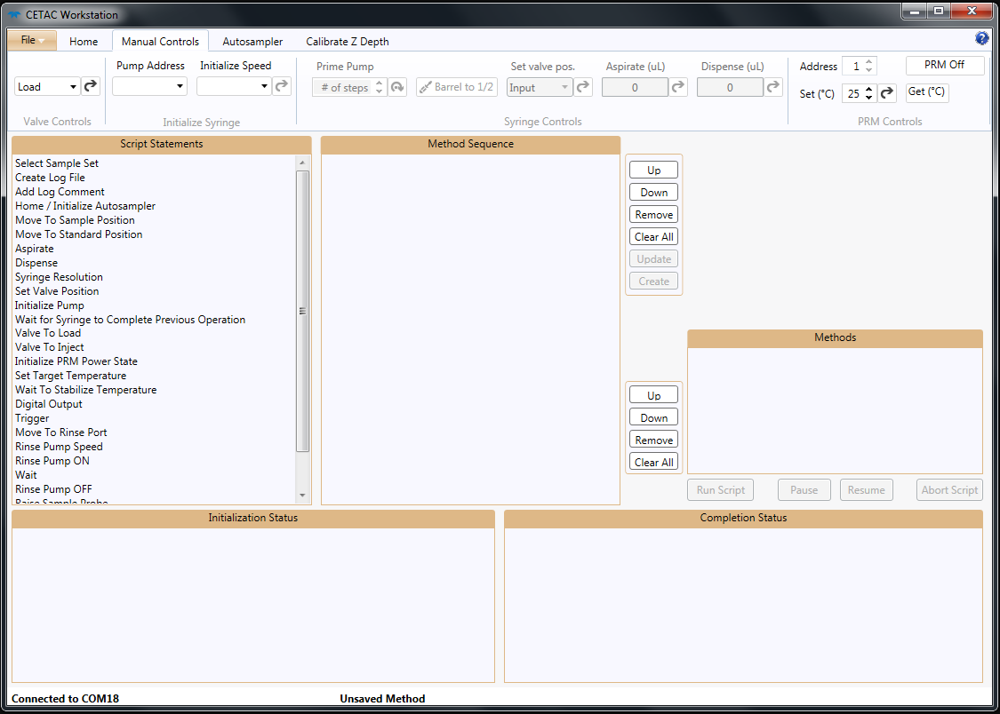 CETAC Workstation
File Home Manual Controls Autosampler Calibrate Z Depth
Pump Address Initialize Speed Prime Pump Set valve pos. Aspirate (uL) Dispense (uL) Address 1 PRM Off
Load # of steps Barrel to 1/2 Input 0 0 Set (°C) 25 Get (°C)
Valve Controls Initialize Syringe Syringe Controls PRM Controls
Script Statements
Select Sample Set
Create Log File
Add Log Comment
Home / Initialize Autosampler
Move To Sample Position
Move To Standard Position
Aspirate
Dispense
Syringe Resolution
Set Valve Position
Initialize Pump
Wait for Syringe to Complete Previous Operation
Valve To Load
Valve To Inject
Initialize PRM Power State
Set Target Temperature
Wait To Stabilize Temperature
Digital Output
Trigger
Move To Rinse Port
Rinse Pump Speed
Rinse Pump ON
Wait
Rinse Pump OFF
Raise Sample Probe
Method Sequence
Up
Down
Remove
Clear All
Update
Create
Up
Down
Remove
Clear All
Methods
Run Script Pause Resume Abort Script
Initialization Status
Completion Status
Connected to COM18 Unsaved Method